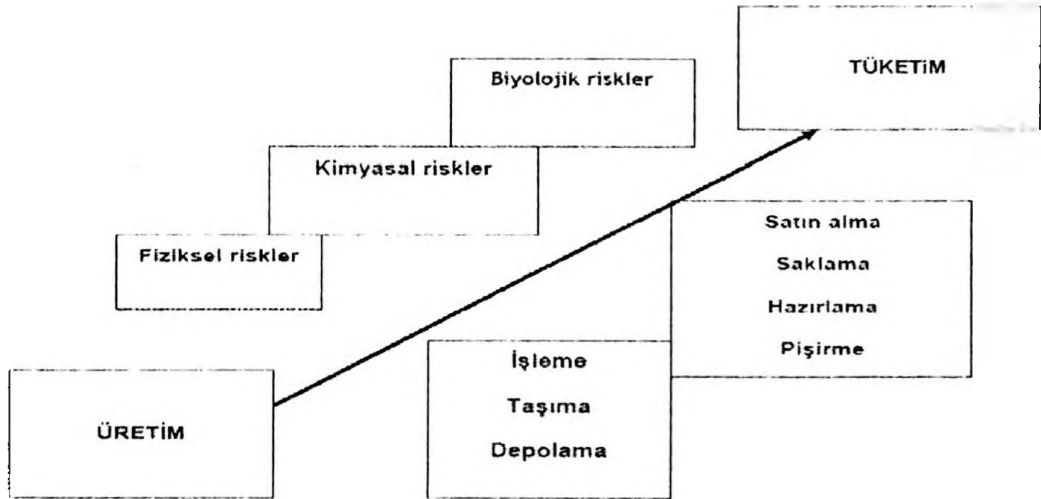 TÜKETİM
Biyolojik riskler
Kimyasal riskler
Fiziksel riskler
Satın alma
Saklama
Hazırlama
Pişirme
İşleme
Taşıma
Depolama
ÜRETİM